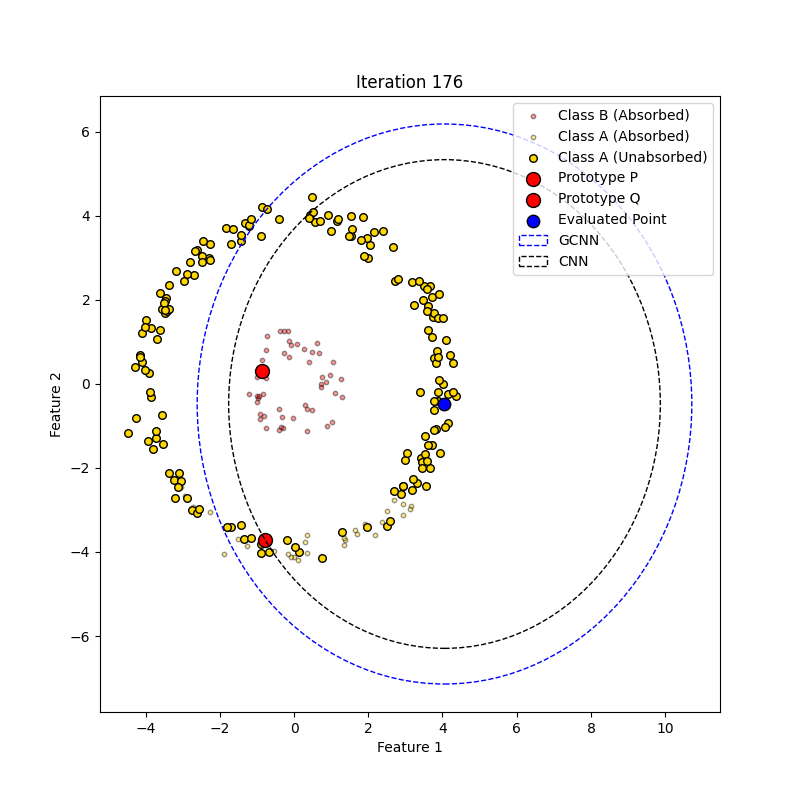 Iteration 176
Class B (Absorbed)
Class A (Absorbed)
Class A (Unabsorbed)
Prototype P
Prototype Q
Evaluated Point
GCNN
CNN
6
4
2
0
−2
−4
−6
Feature 2
−4 −2 0 2 4 6 8 10
Feature 1